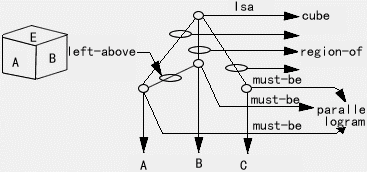 Isa
cube
E
A
B
left-above
region-of
must-be
must-be
paralle
logram
must-be
A
B
C